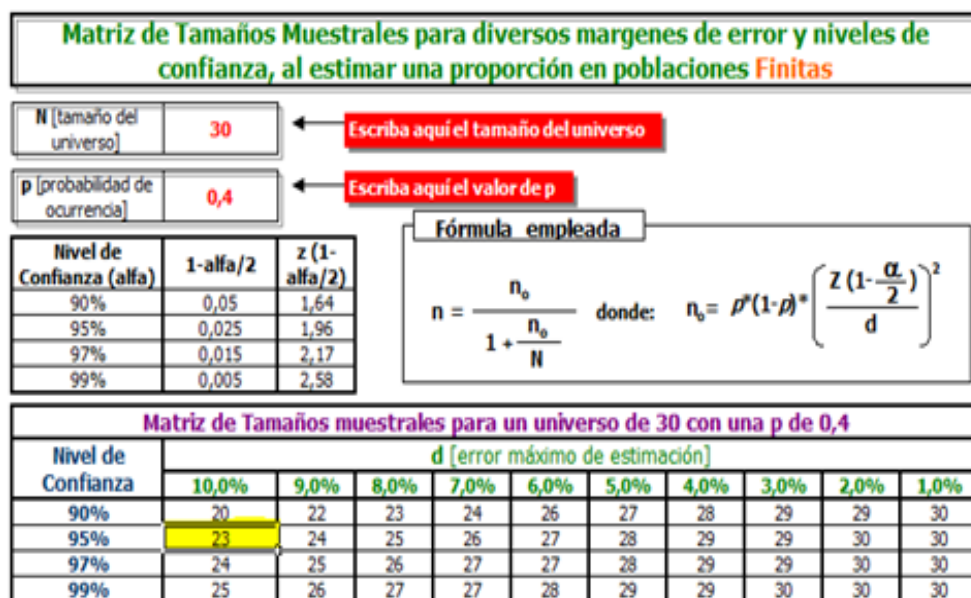 Matriz de Tamaños Muestrales para diversos margenes de error y niveles de
confianza, al estimar una proporción en poblaciones Finitas
N [tamaño del
universo]
30
Escriba aquí el tamaño del universo
p [probabilidad de
ocurrencia]
0,4
Escriba aquí el valor de p
Fórmula empleada
n = n₀ / (1 + n₀/N) donde: n₀ = p*(1-p)* (Z (1-α/2) / d)²
Nivel de Confianza (alfa) 1-alfa/2 z (1-alfa/2)
90% 0,05 1,64
95% 0,025 1,96
97% 0,015 2,17
99% 0,005 2,58
Matriz de Tamaños muestrales para un universo de 30 con una p de 0,4
Nivel de Confianza
d [error máximo de estimación]
10,0% 9,0% 8,0% 7,0% 6,0% 5,0% 4,0% 3,0% 2,0% 1,0%
90% 20 22 23 24 26 27 28 29 29 30
95% 23 24 25 26 27 28 29 29 30 30
97% 24 25 26 27 27 28 29 29 30 30
99% 25 26 27 27 28 29 29 30 30 30